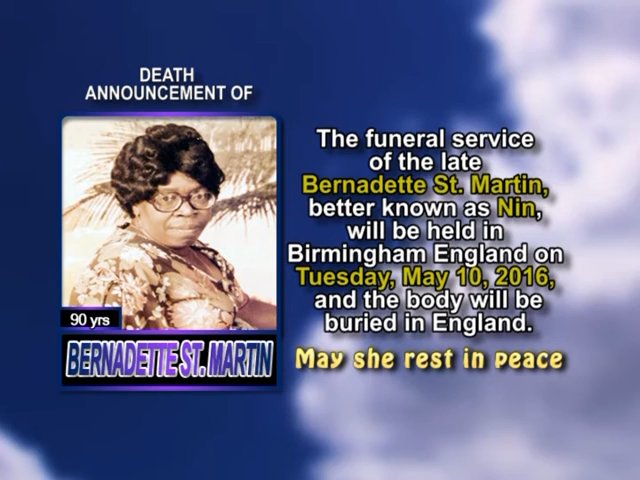 DEATH
ANNOUNCEMENT OF
90 yrs
BERNADETTE ST. MARTIN
The funeral service
of the late
Bernadette St. Martin,
better known as Nin,
will be held in
Birmingham England on
Tuesday, May 10, 2016,
and the body will be
buried in England.
May she rest in peace